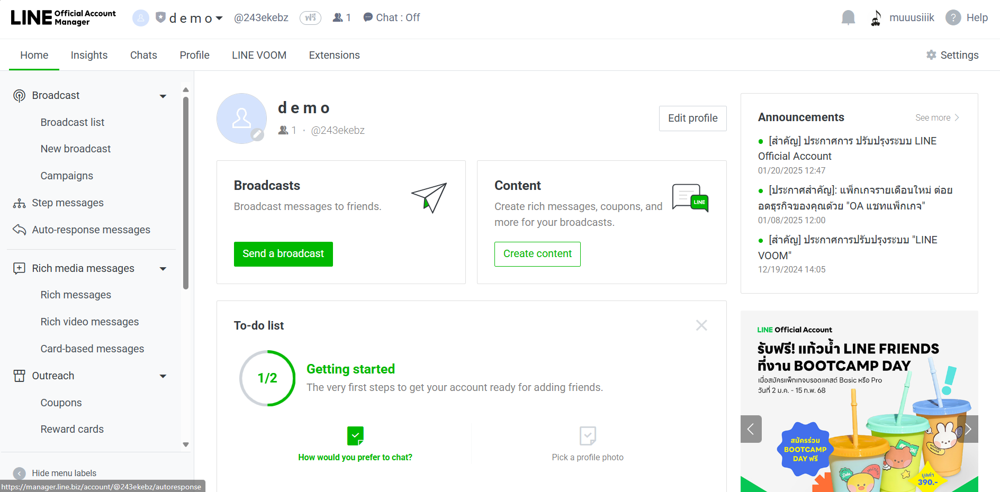 LINE Official Account Manager
d e m o
@243ekebz
ฟรี
1
Chat : Off
muuusiiik
? Help
Home
Insights
Chats
Profile
LINE VOOM
Extensions
Settings
Broadcast
Broadcast list
New broadcast
Campaigns
Step messages
Auto-response messages
Rich media messages
Rich messages
Rich video messages
Card-based messages
Outreach
Coupons
Reward cards
Hide menu labels
https://manager.line.biz/account/@243ekebz/autoresponse
d e m o
1 · @243ekebz
Edit profile
Broadcasts
Broadcast messages to friends.
Send a broadcast
Content
Create rich messages, coupons, and
more for your broadcasts.
LINE
Create content
To-do list
1/2
Getting started
The very first steps to get your account ready for adding friends.
How would you prefer to chat?
Pick a profile photo
Announcements
See more
[สำคัญ] ประกาศการ ปรับปรุงระบบ LINE
Official Account
01/20/2025 12:47
[ประกาศสำคัญ]: แพ็กเกจรายเดือนใหม่ ต่อย
อดธุรกิจของคุณด้วย "OA แชทแพ็กเกจ"
01/08/2025 12:00
[สำคัญ] ประกาศการปรับปรุงระบบ "LINE
VOOM"
12/19/2024 14:05
LINE Official Account
รับฟรี! แก้วน้ำ LINE FRIENDS
ที่งาน BOOTCAMP DAY
เมื่อสมัครแพ็กเกจบรอดแคสต์ Basic หรือ Pro
วันที่ 2 ม.ค. - 15 ก.พ. 68
สมัครร่วม
BOOTCAMP
DAY ฟรี
minini
มูลค่า
390.-